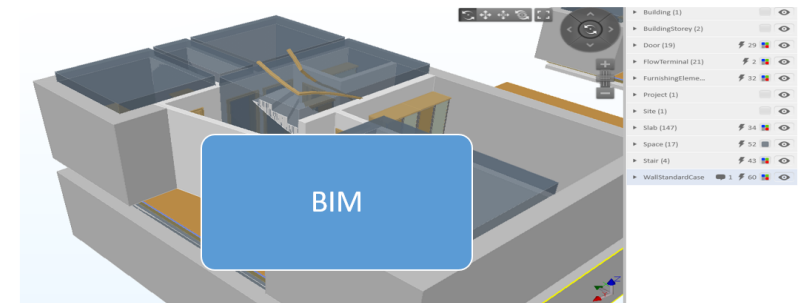 BIM
Building (1)
BuildingStorey (2)
Door (19) 29
FlowTerminal (21) 2
FurnishingEleme... 32
Project (1)
Site (1)
Slab (147) 34
Space (17) 52
Stair (4) 43
WallStandardCase 1 60